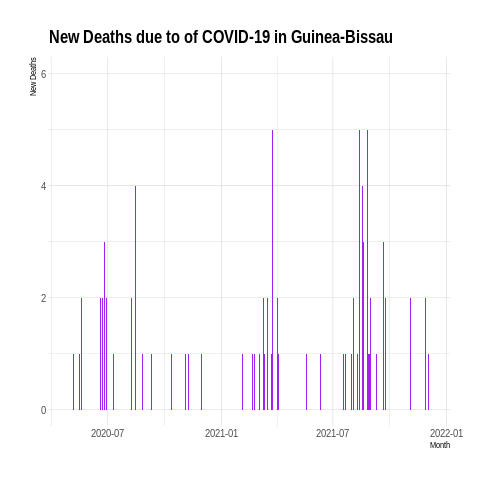 New Deaths due to of COVID-19 in Guinea-Bissau
New Deaths
6
4
2
0
2020-07 2021-01 2021-07 2022-01
Month